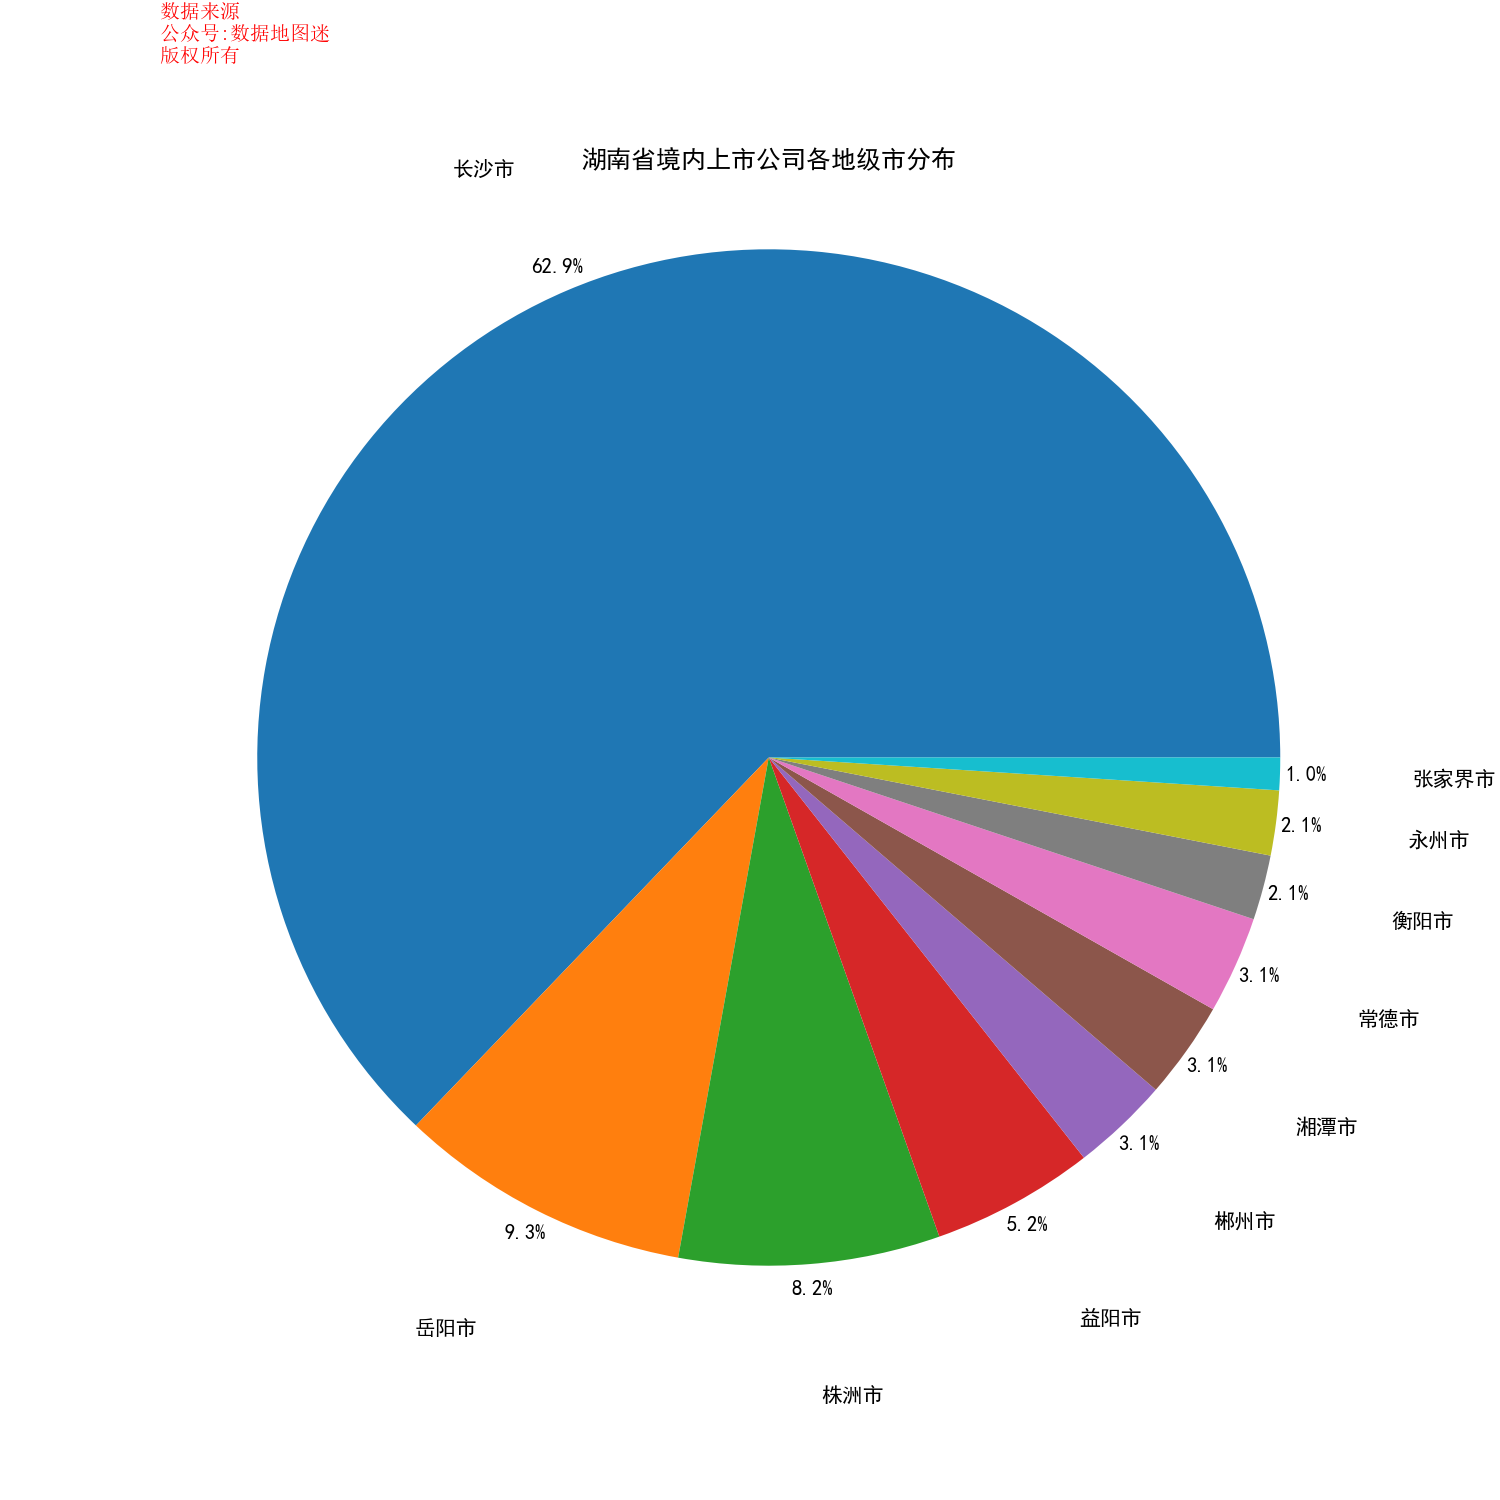 数据来源
公众号:数据地图迷
版权所有
湖南省境内上市公司各地级市分布
长沙市
62.9%
1.0%
张家界市
2.1%
永州市
2.1%
衡阳市
3.1%
常德市
3.1%
湘潭市
3.1%
郴州市
5.2%
益阳市
9.3%
岳阳市
8.2%
株洲市